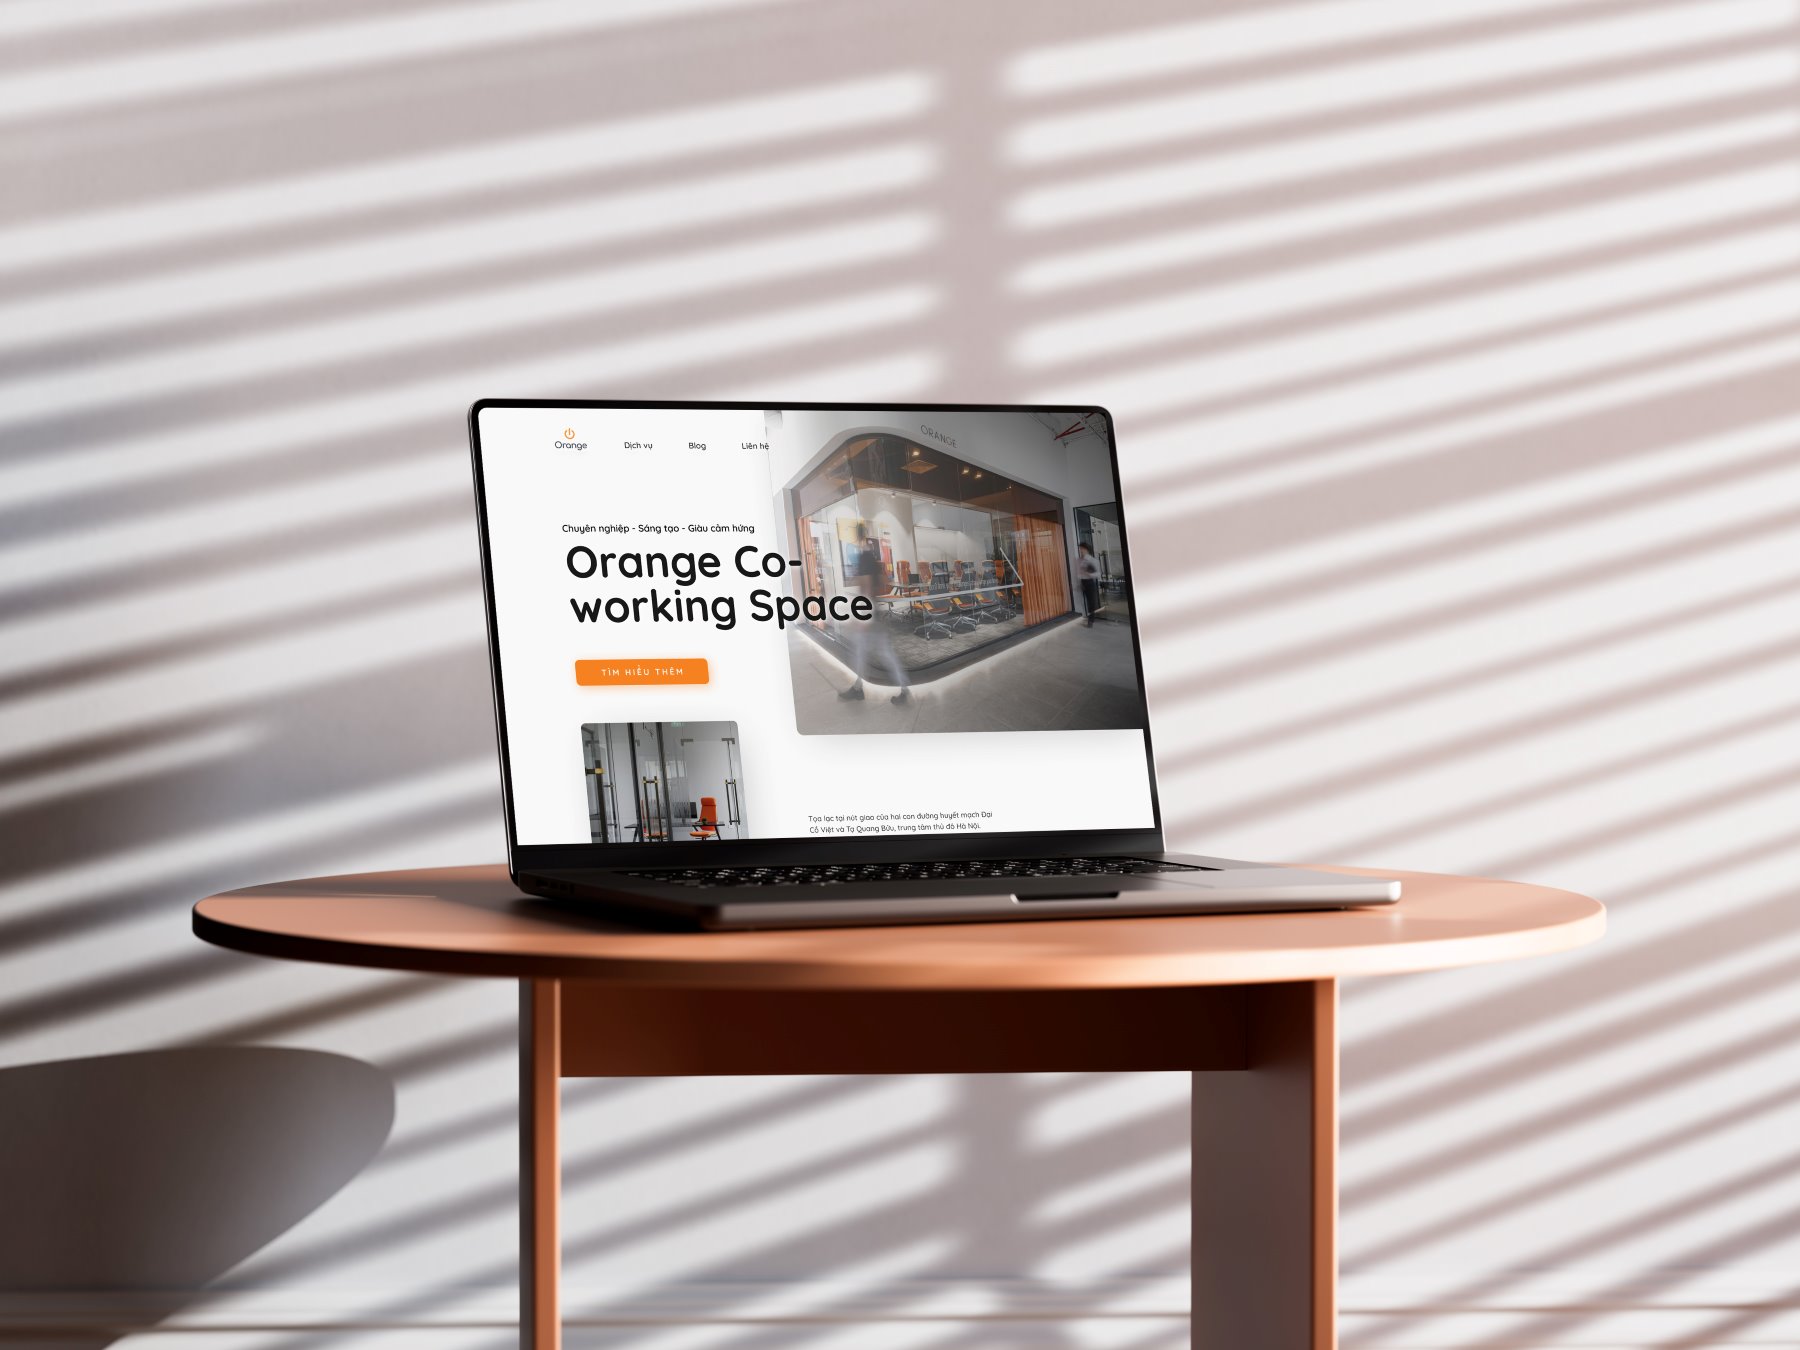 Orange
Dịch vụ
Blog
Liên hệ
ORANGE
Chuyên nghiệp - Sáng tạo - Giàu cảm hứng
Orange Co-
working Space
TÌM HIỂU THÊM
Tọa lạc tại nút giao của hai con đường huyết mạch Đại
Cồ Việt và Tạ Quang Bửu, trung tâm thủ đô Hà Nội.